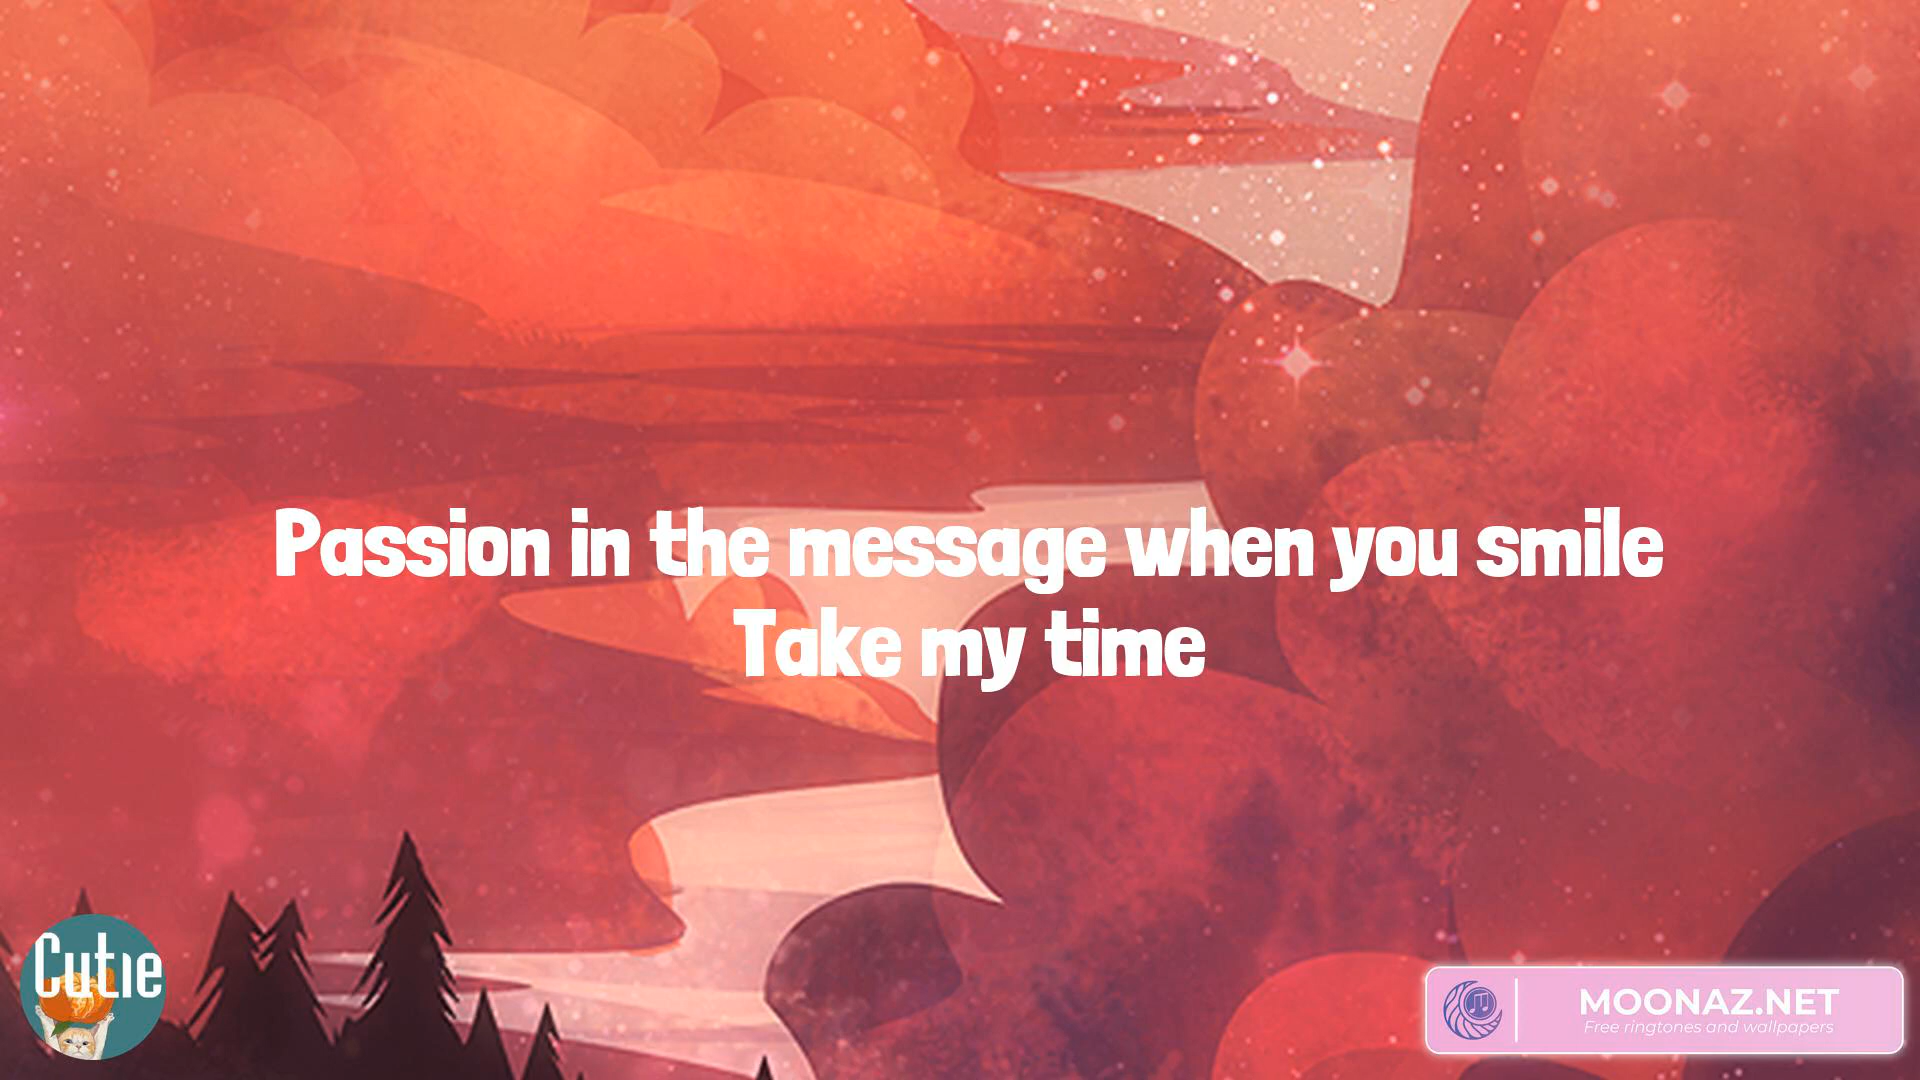 Passion in the message when you smile
Take my time
Cutie
MOONAZ.NET
Free ringtones and wallpapers